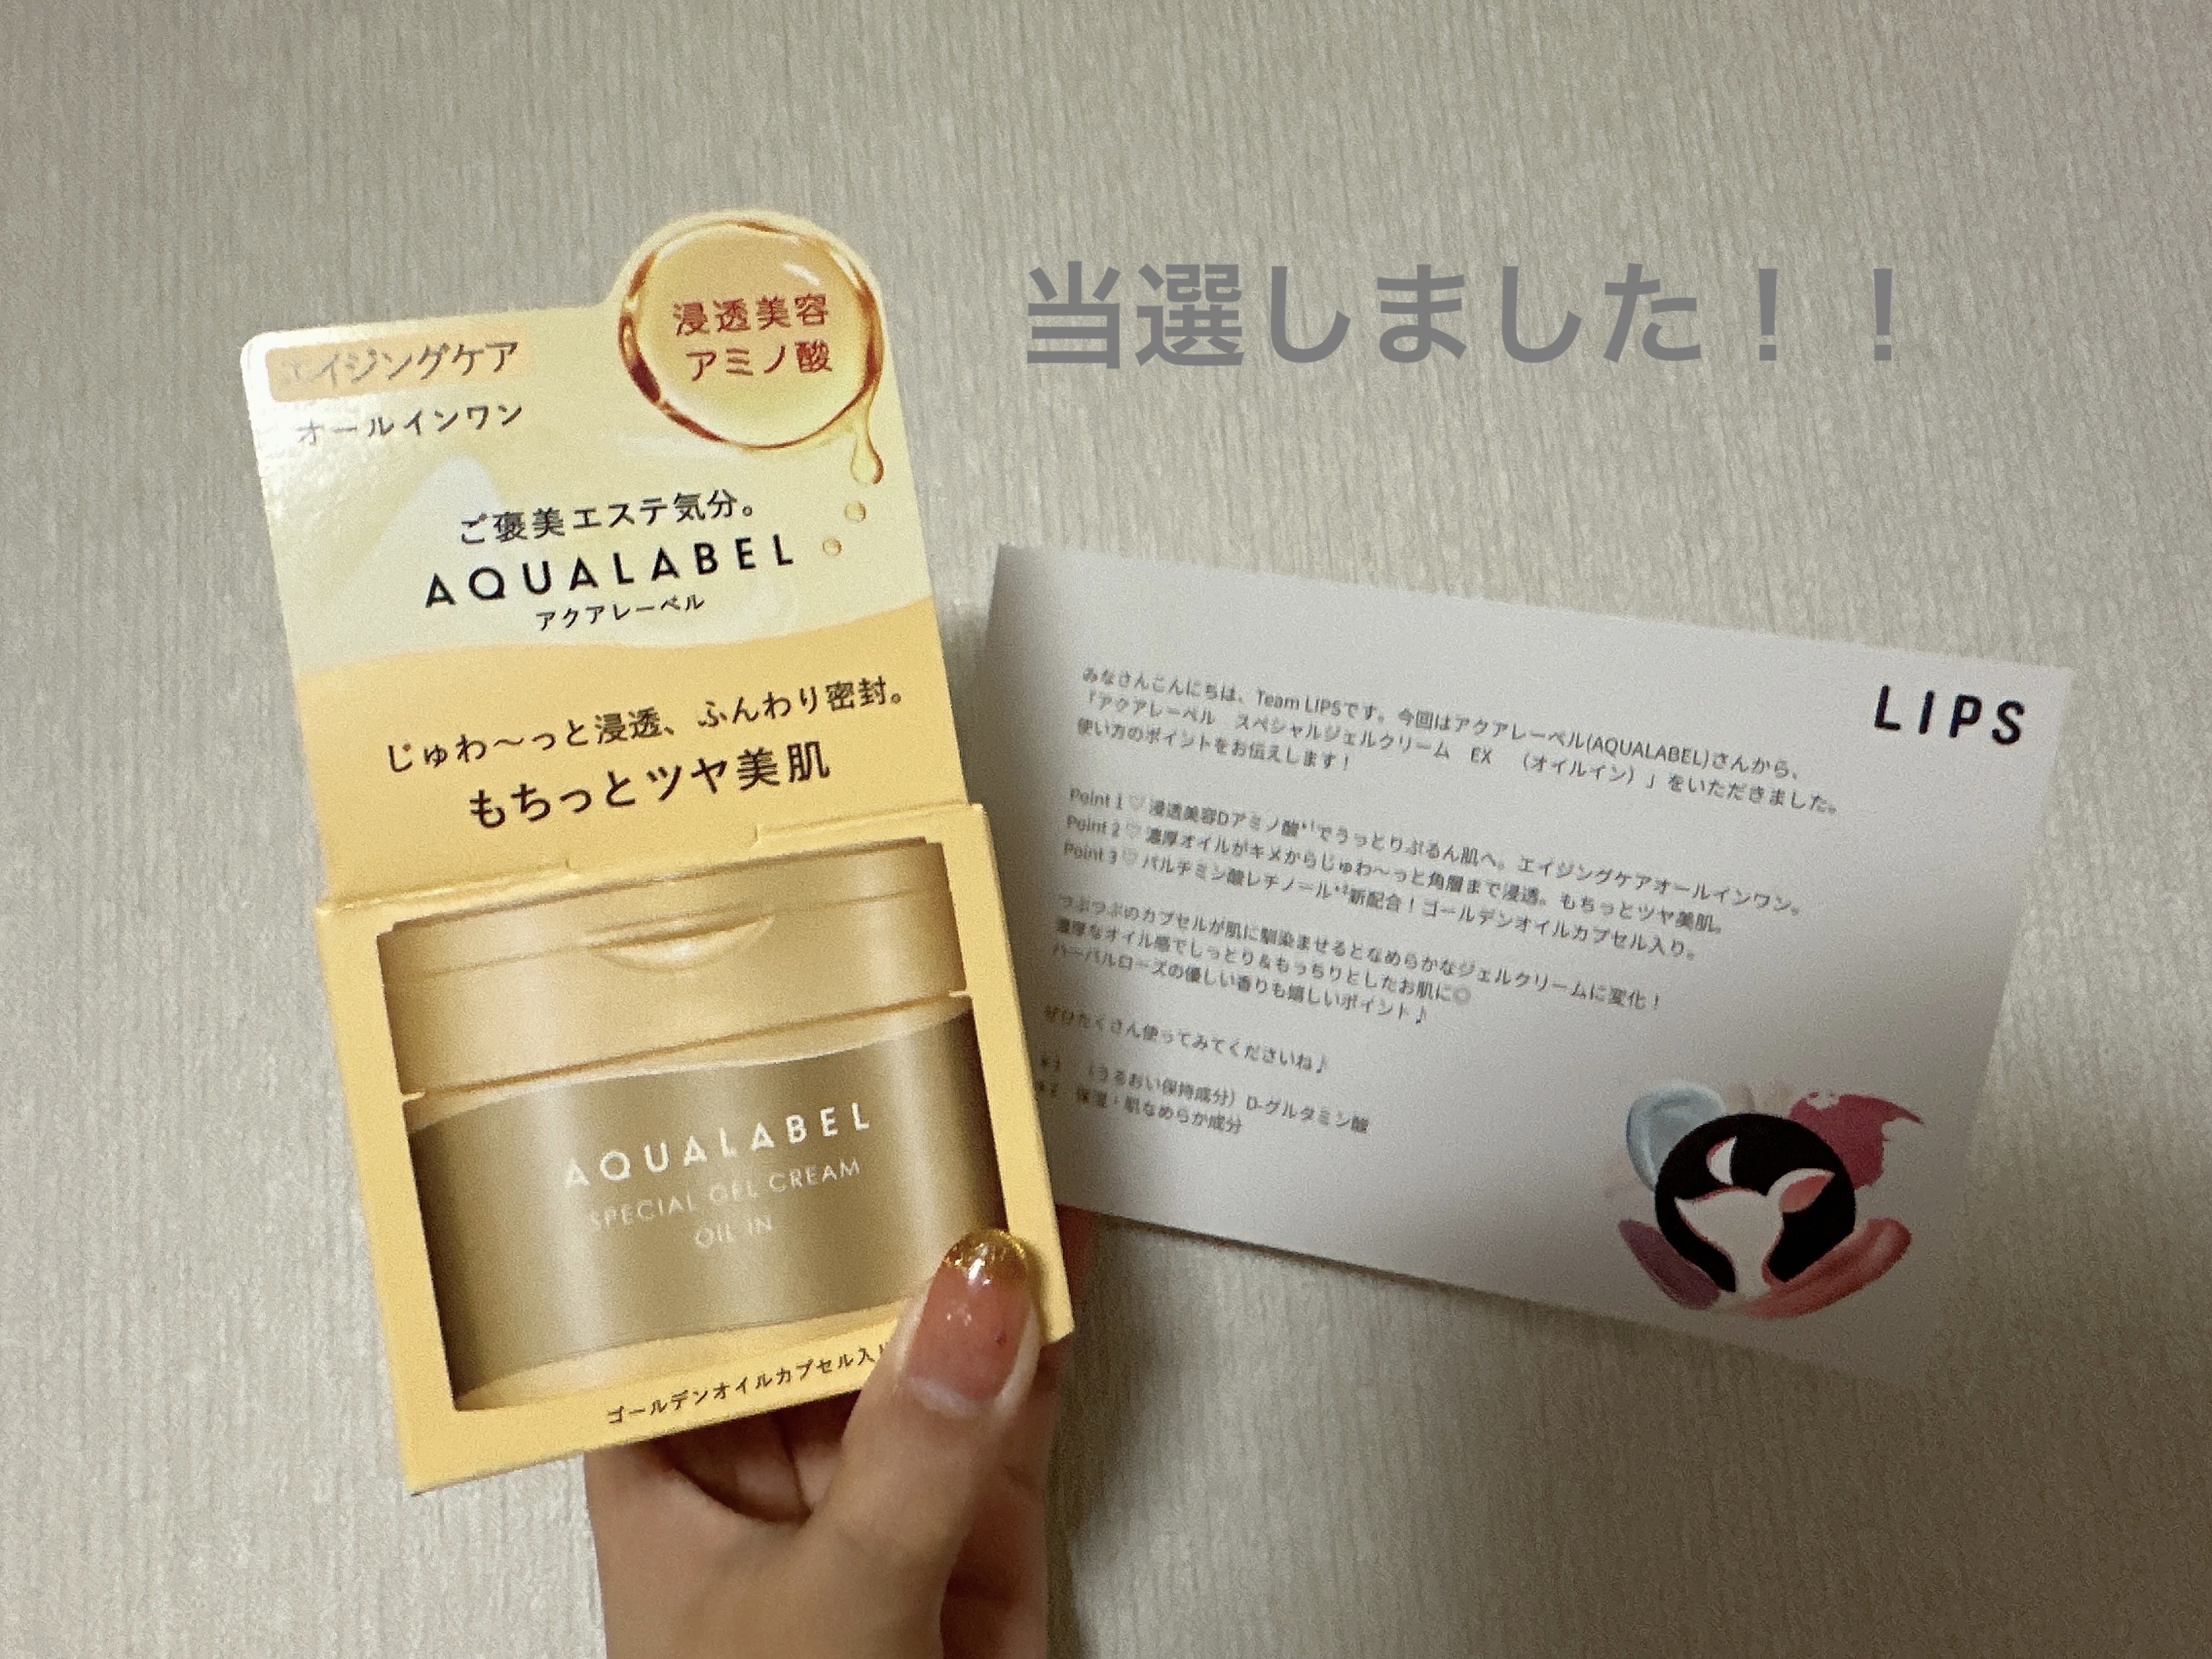 当選しました！！
浸透美容
アミノ酸
エイジングケア
オールインワン
ご褒美エステ気分。
AQUALABEL
アクアレーベル
じゅわ〜っと浸透、ふんわり密封。
もちっとツヤ美肌
AQUALABEL
SPECIAL GEL CREAM
OIL IN
ゴールデンオイルカプセル入り
LIPS
みなさんこんにちは、Team LIPSです。今回はアクアレーベル(AQUALABEL)さんから、
「アクアレーベル　スペシャルジェルクリーム　EX　（オイルイン）」をいただきました。
使い方のポイントをお伝えします！
Point 1♡浸透美容Dアミノ酸*¹でうっとりぷるん肌へ。エイジングケアオールインワン。
Point 2♡濃厚オイルがキメからじゅわ〜っと角層まで浸透。もちっとツヤ美肌。
Point 3♡パルチミン酸レチノール*²新配合！ゴールデンオイルカプセル入り。
つぶつぶのカプセルが肌に馴染ませるとなめらかなジェルクリームに変化！
濃厚なオイル感でしっとり＆もっちりとしたお肌に◎
ハーバルローズの優しい香りも嬉しいポイント♪
ぜひたくさん使ってみてくださいね♪
*1　（うるおい保持成分）D-グルタミン酸
*2　保湿・肌なめらか成分